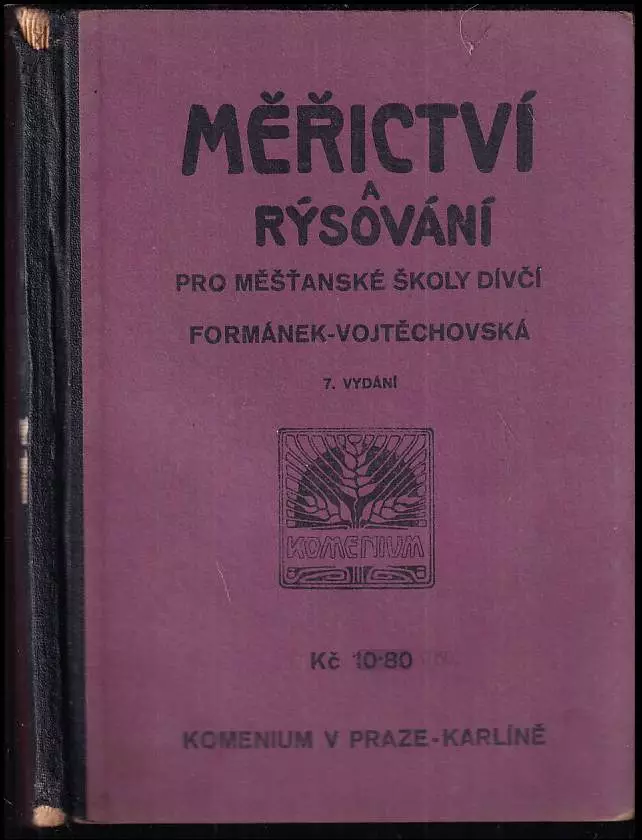 MĚŘICTVÍ
A
RÝSOVÁNÍ
PRO MĚŠŤANSKÉ ŠKOLY DÍVČÍ
FORMÁNEK-VOJTĚCHOVSKÁ
7. VYDÁNÍ
KOMENIUM
Kč 10·80
KOMENIUM V PRAZE-KARLÍNĚ